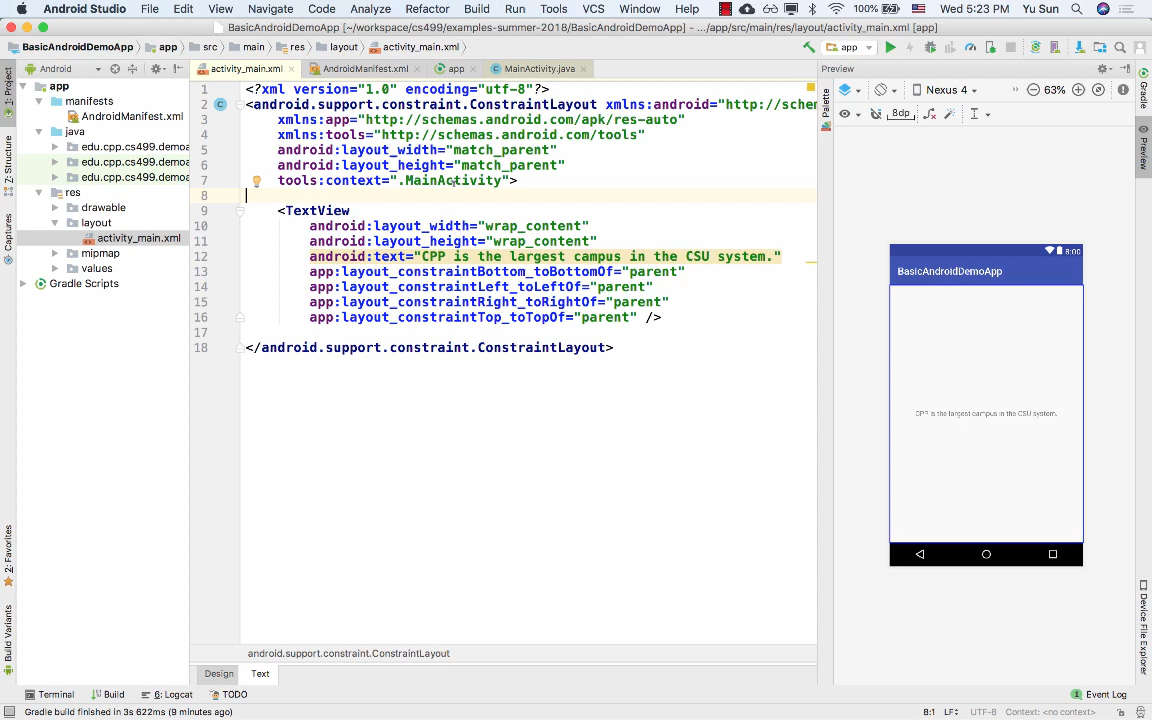 Android Studio File Edit View Navigate Code Analyze Refactor Build Run Tools VCS Window Help 100% Wed 5:23 PM Yu Sun
BasicAndroidDemoApp [~/workspace/cs499/examples-summer-2018/BasicAndroidDemoApp] - .../app/src/main/res/layout/activity_main.xml [app]
BasicAndroidDemoApp app src main res layout activity_main.xml app
Android activity_main.xml AndroidManifest.xml app MainActivity.java Preview
1: Project
Z: Structure
Captures
2: Favorites
Build Variants
app
manifests
AndroidManifest.xml
java
edu.cpp.cs499.demoa
edu.cpp.cs499.demoa
edu.cpp.cs499.demoa
res
drawable
layout
activity_main.xml
mipmap
values
Gradle Scripts
1 <?xml version="1.0" encoding="utf-8"?>
2 <android.support.constraint.ConstraintLayout xmlns:android="http://schem
3 xmlns:app="http://schemas.android.com/apk/res-auto"
4 xmlns:tools="http://schemas.android.com/tools"
5 android:layout_width="match_parent"
6 android:layout_height="match_parent"
7 tools:context=".MainActivity">
8
9 <TextView
10 android:layout_width="wrap_content"
11 android:layout_height="wrap_content"
12 android:text="CPP is the largest campus in the CSU system."
13 app:layout_constraintBottom_toBottomOf="parent"
14 app:layout_constraintLeft_toLeftOf="parent"
15 app:layout_constraintRight_toRightOf="parent"
16 app:layout_constraintTop_toTopOf="parent" />
17
18 </android.support.constraint.ConstraintLayout>
android.support.constraint.ConstraintLayout
Design Text
Palette
Nexus 4 63%
8dp
8:00
BasicAndroidDemoApp
CPP is the largest campus in the CSU system.
Gradle
Preview
Device File Explorer
Terminal Build 6: Logcat TODO 1 Event Log
Gradle build finished in 3s 622ms (9 minutes ago) 8:1 LF UTF-8 Context: <no context>